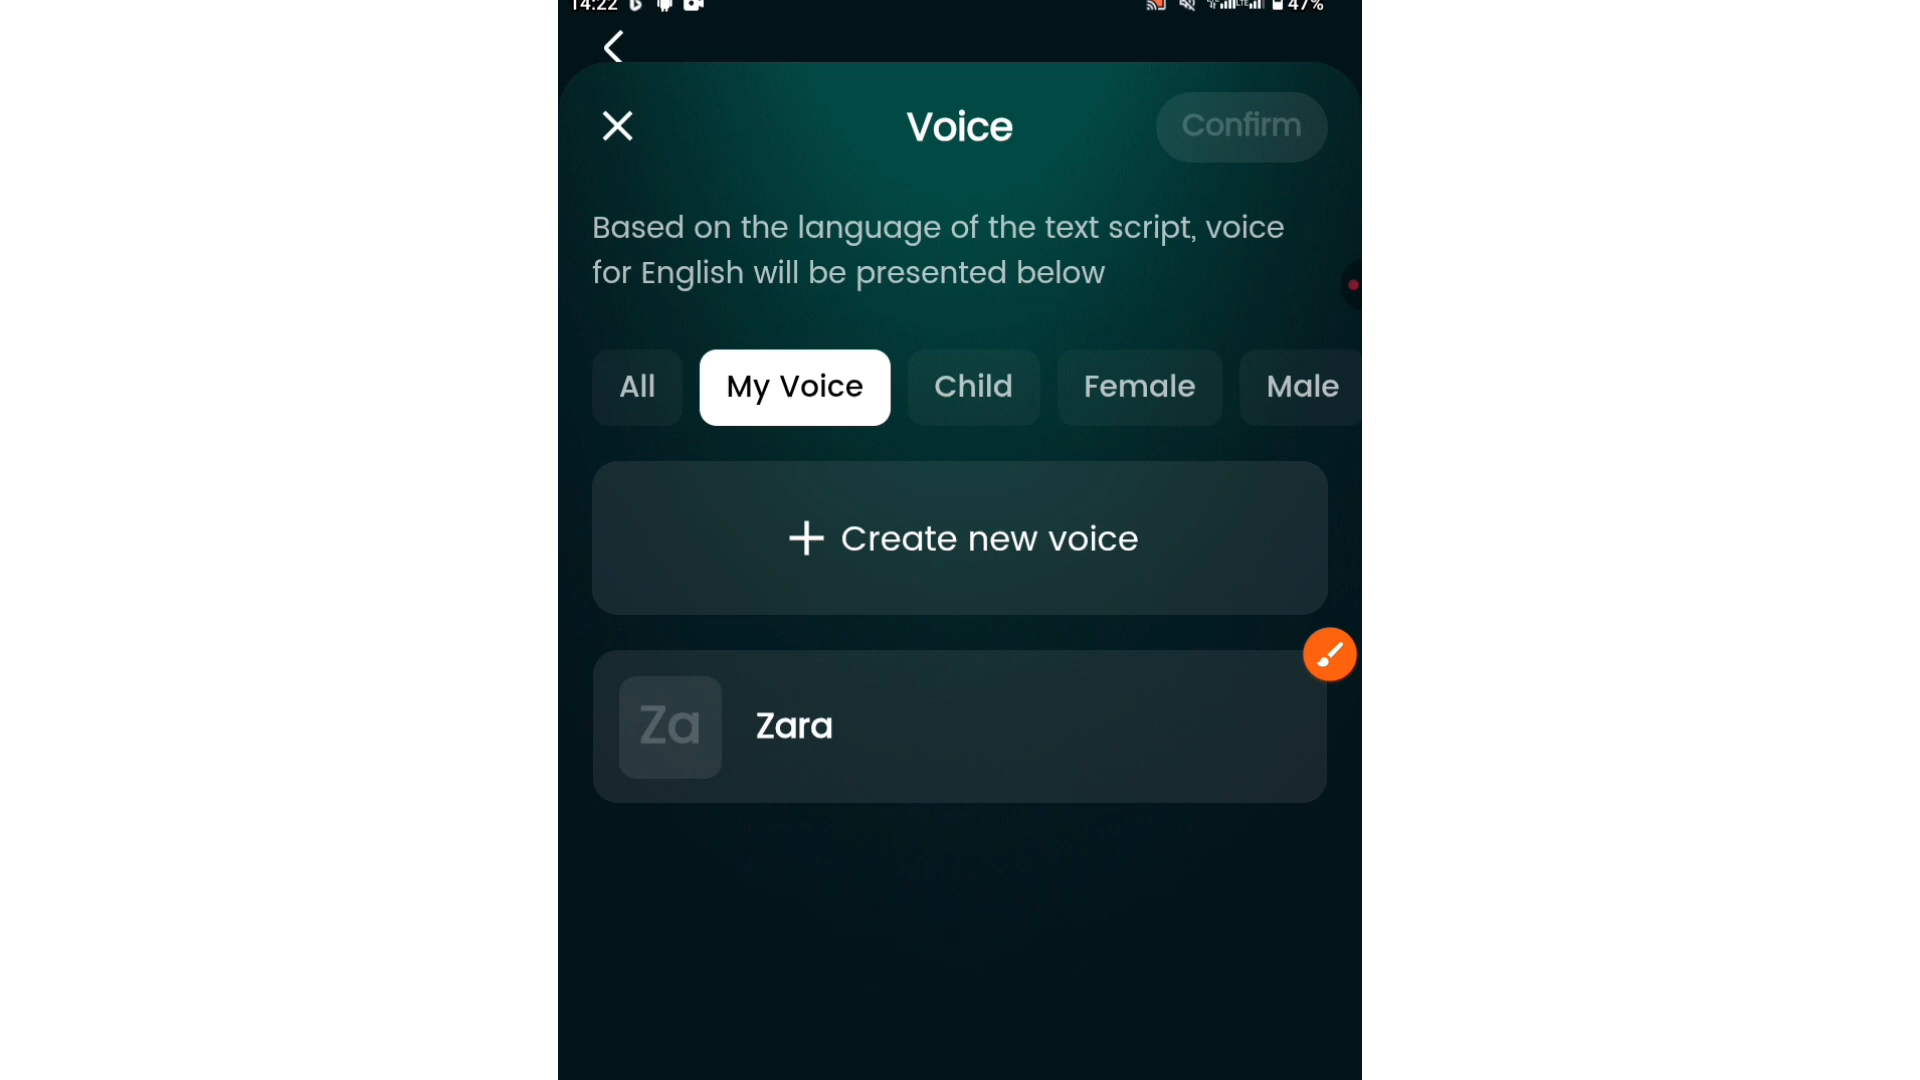 14:22 47%
Voice Confirm
Based on the language of the text script, voice
for English will be presented below
All My Voice Child Female Male
+ Create new voice
Za Zara